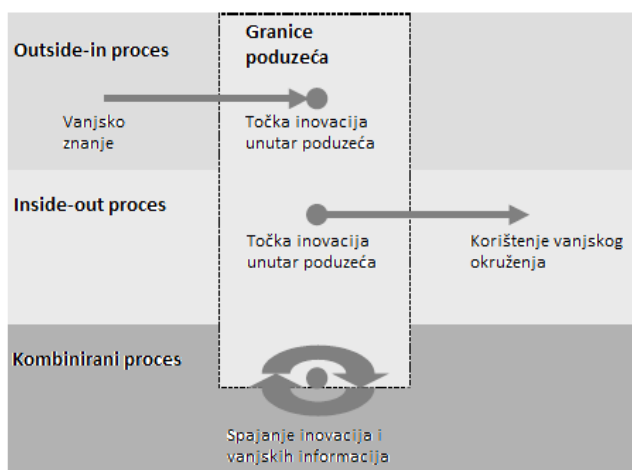 Granice
poduzeća
Outside-in proces
Vanjsko
znanje
Točka inovacija
unutar poduzeća
Inside-out proces
Točka inovacija
unutar poduzeća
Korištenje vanjskog
okruženja
Kombinirani proces
Spajanje inovacija i
vanjskih informacija